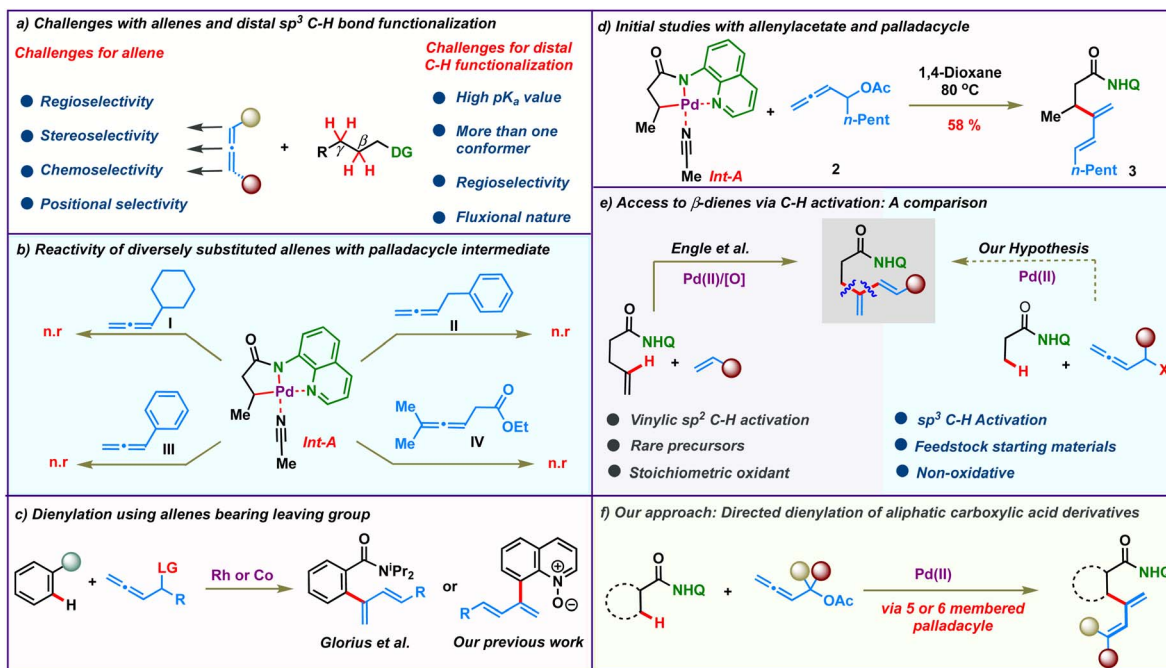 a) Challenges with allenes and distal sp³ C-H bond functionalization
Challenges for allene
Challenges for distal
C-H functionalization
Regioselectivity
Stereoselectivity
Chemoselectivity
Positional selectivity
+
H H
β
R γ DG
H H
High pKa value
More than one
conformer
Regioselectivity
Fluxional nature
b) Reactivity of diversely substituted allenes with palladacycle intermediate
I
n.r
II
n.r
O
N
Pd N
Me
N
Int-A
Me
III
n.r
Me
Me
O
OEt
IV
n.r
c) Dienylation using allenes bearing leaving group
H
+
LG
R
Rh or Co
O
NⁱPr₂
R
Glorius et al.
or
N⊕
O⊖
R
Our previous work
d) Initial studies with allenylacetate and palladacycle
O
N
Pd N
Me
N
Int-A
Me
+
OAc
n-Pent
2
1,4-Dioxane
80 °C
58 %
O
NHQ
Me
n-Pent
3
e) Access to β-dienes via C-H activation: A comparison
Engle et al.
Pd(II)/[O]
O
NHQ
Our Hypothesis
Pd(II)
O
NHQ
H
+
O
NHQ
H
+
X
Vinylic sp² C-H activation
Rare precursors
Stoichiometric oxidant
sp³ C-H Activation
Feedstock starting materials
Non-oxidative
f) Our approach: Directed dienylation of aliphatic carboxylic acid derivatives
O
NHQ
H
+
OAc
Pd(II)
via 5 or 6 membered
palladacyle
O
NHQ